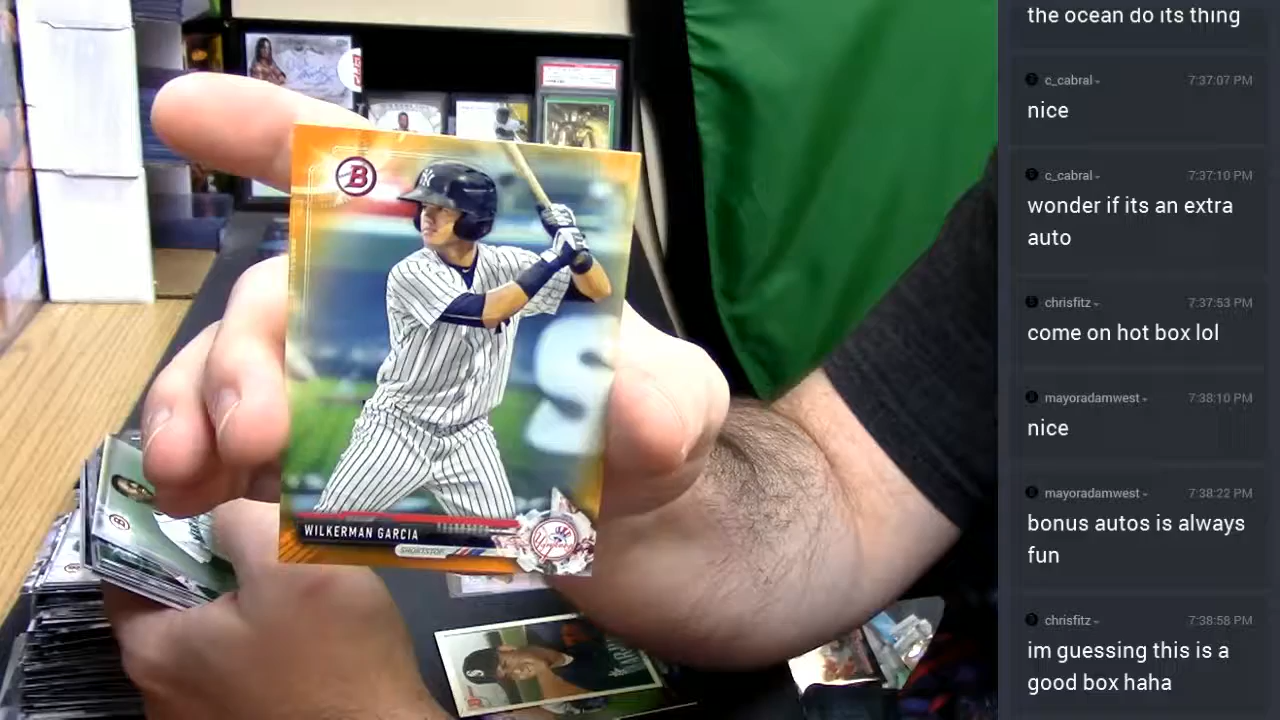 the ocean do its thing
c_cabral
7:37:07 PM
nice
c_cabral
7:37:10 PM
wonder if its an extra
auto
chrisfitz
7:37:53 PM
come on hot box lol
mayoradamwest
7:38:10 PM
nice
mayoradamwest
7:38:22 PM
bonus autos is always
fun
chrisfitz
7:38:58 PM
im guessing this is a
good box haha
B
NY
S
WILKERMAN GARCIA
SHORTSTOP
Yankees